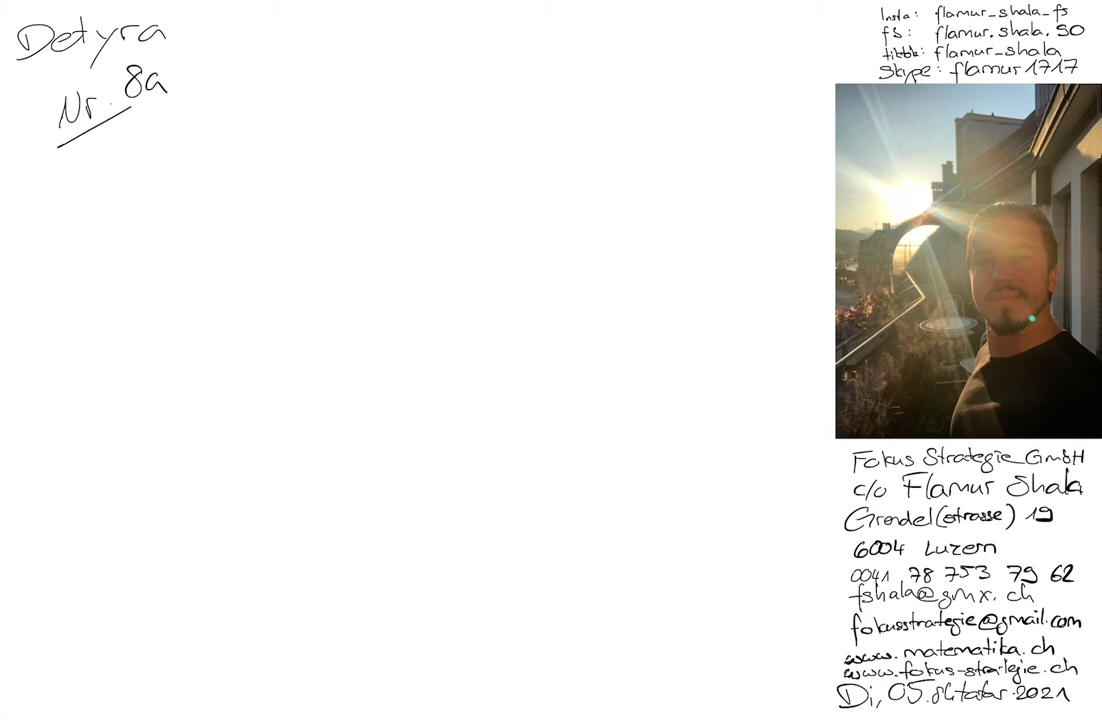 Detyra
Nr. 8a
Insta: flamur_shala_fs
fb: flamur.shala.90
tiktok: flamur_shala
Skype: flamur1717
Fokus Strategie GmbH
c/o Flamur Shala
Grendel(strasse) 19
6004 Luzern
0041 78 753 79 62
fshala@gmx.ch
fokusstrategie@gmail.com
www.matematika.ch
www.fokus-strategie.ch
Di, 05. Oktober 2021